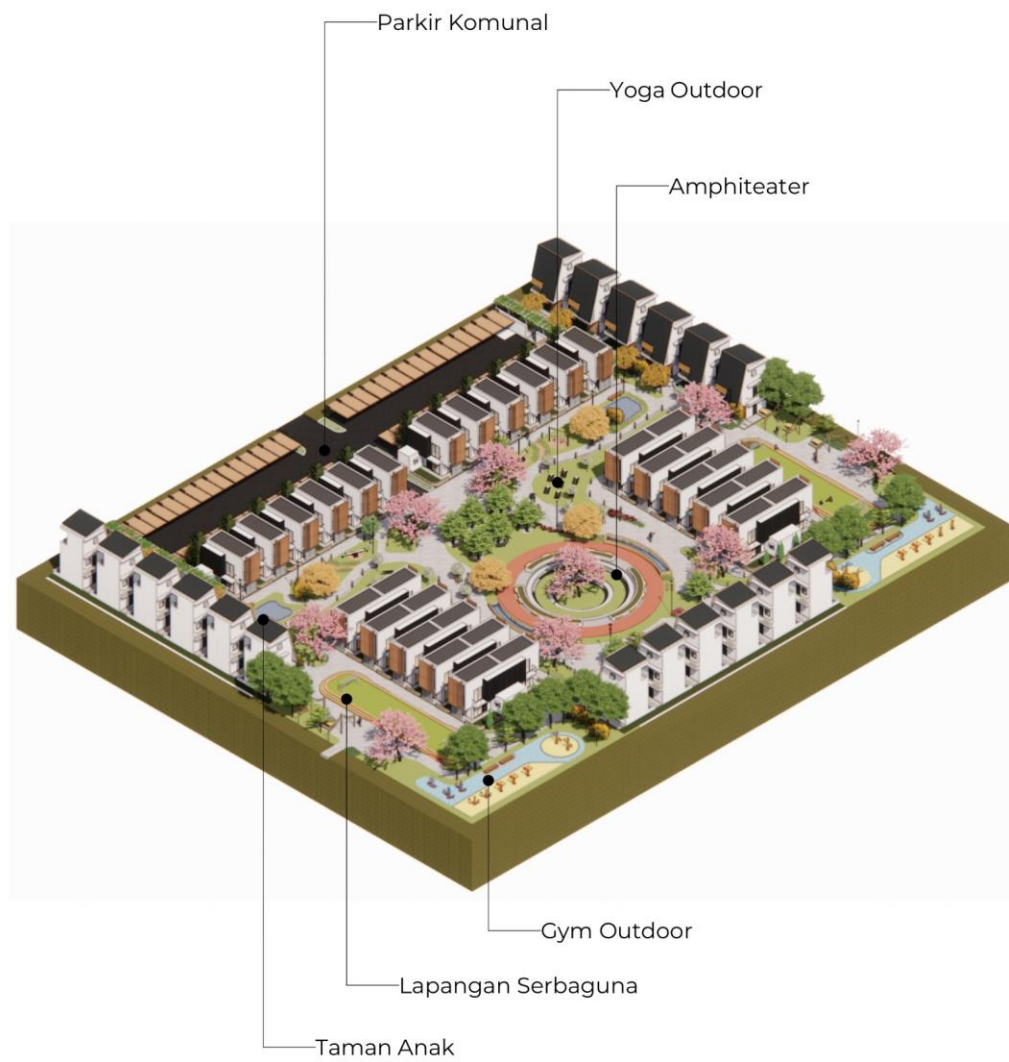 Parkir Komunal
Yoga Outdoor
Amphiteater
Gym Outdoor
Lapangan Serbaguna
Taman Anak